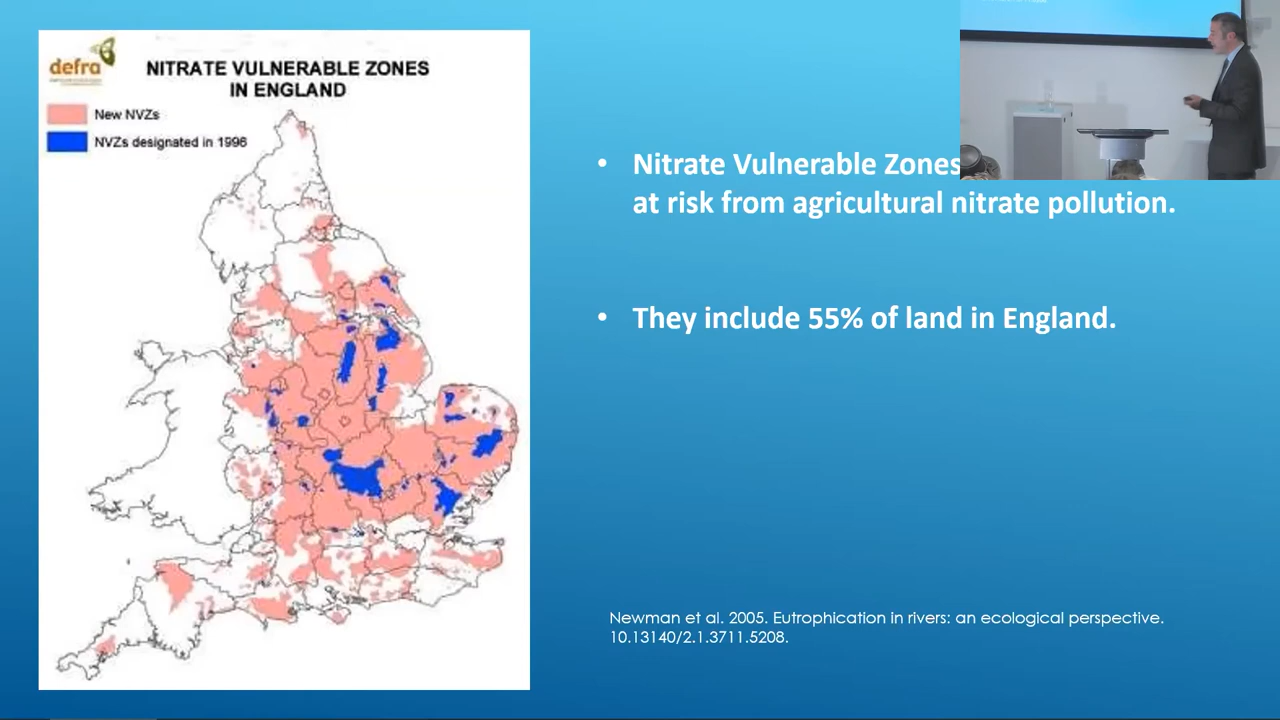 defra
NITRATE VULNERABLE ZONES
IN ENGLAND
New NVZs
NVZs designated in 1996
• Nitrate Vulnerable Zones
at risk from agricultural nitrate pollution.
• They include 55% of land in England.
Newman et al. 2005. Eutrophication in rivers: an ecological perspective.
10.13140/2.1.3711.5208.